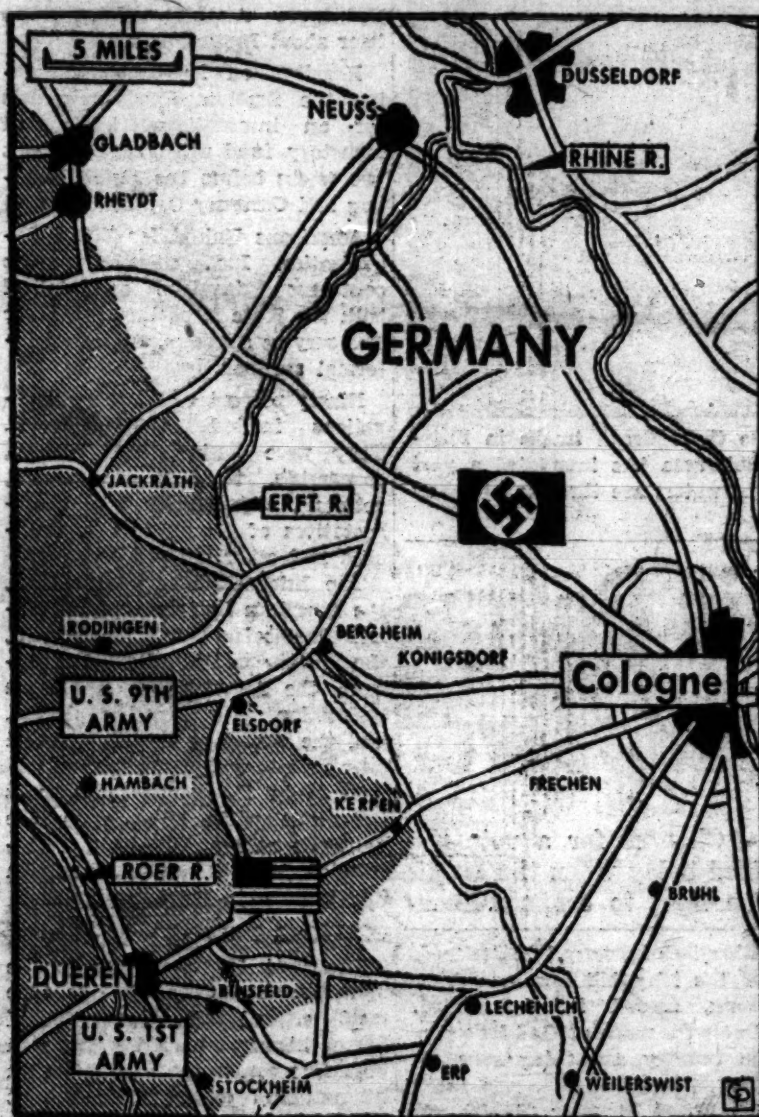 5 MILES
DUSSELDORF
NEUSS
GLADBACH
RHINE R.
RHEYDT
GERMANY
JACKRATH
ERFT R.
RODINGEN
BERGHEIM
KONIGSDORF
Cologne
U. S. 9TH
ARMY
ELSDORF
HAMBACH
FRECHEN
KERPEN
ROER R.
BRUHL
DUEREN
BINSFELD
LECHENICH
U. S. 1ST
ARMY
ERP
STOCKHEIM
WEILERSWIST
CP